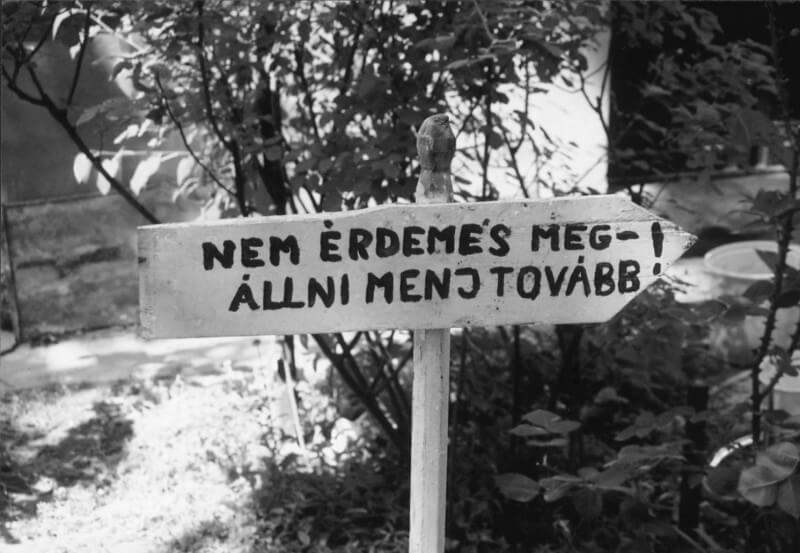 NEM ÉRDEMES MEG-!
ÁLLNI MENJ TOVÁBB!